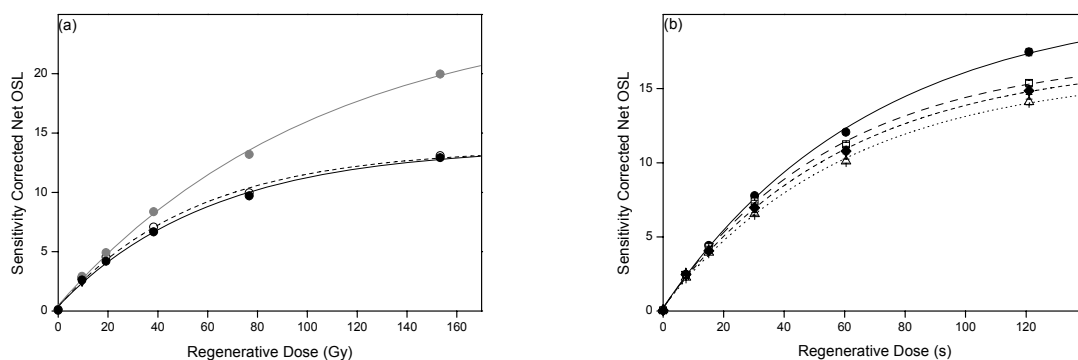 (a)
20
15
10
5
0
Sensitivity Corrected Net OSL
0 20 40 60 80 100 120 140 160
Regenerative Dose (Gy)
(b)
15
10
5
0
Sensitivity Corrected Net OSL
0 20 40 60 80 100 120
Regenerative Dose (s)